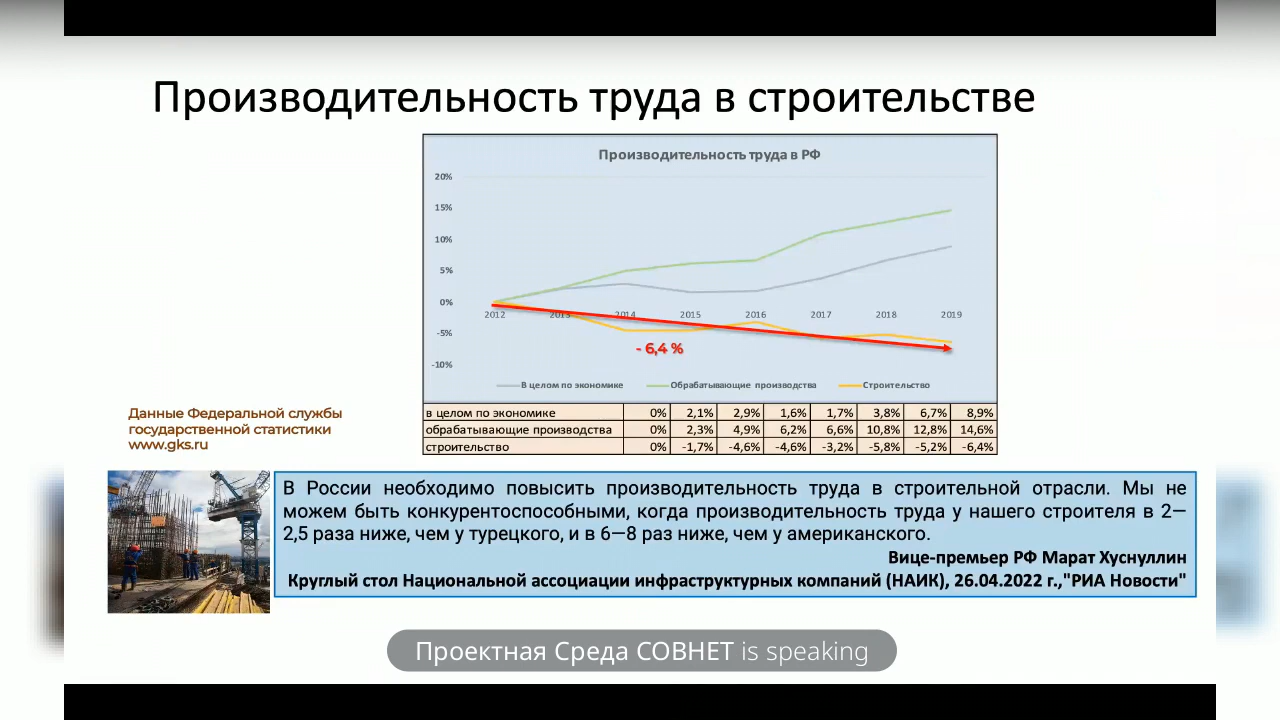 Производительность труда в строительстве
Производительность труда в РФ
20%
15%
10%
5%
0%
-5%
-10%
2012 2013 2014 2015 2016 2017 2018 2019
- 6,4 %
В целом по экономике Обрабатывающие производства Строительство
в целом по экономике 0% 2,1% 2,9% 1,6% 1,7% 3,8% 6,7% 8,9%
обрабатывающие производства 0% 2,3% 4,9% 6,2% 6,6% 10,8% 12,8% 14,6%
строительство 0% -1,7% -4,6% -4,6% -3,2% -5,8% -5,2% -6,4%
Данные Федеральной службы
государственной статистики
www.gks.ru
В России необходимо повысить производительность труда в строительной отрасли. Мы не
можем быть конкурентоспособными, когда производительность труда у нашего строителя в 2—
2,5 раза ниже, чем у турецкого, и в 6—8 раз ниже, чем у американского.
Вице-премьер РФ Марат Хуснуллин
Круглый стол Национальной ассоциации инфраструктурных компаний (НАИК), 26.04.2022 г.,"РИА Новости"
Проектная Среда СОВНЕТ is speaking